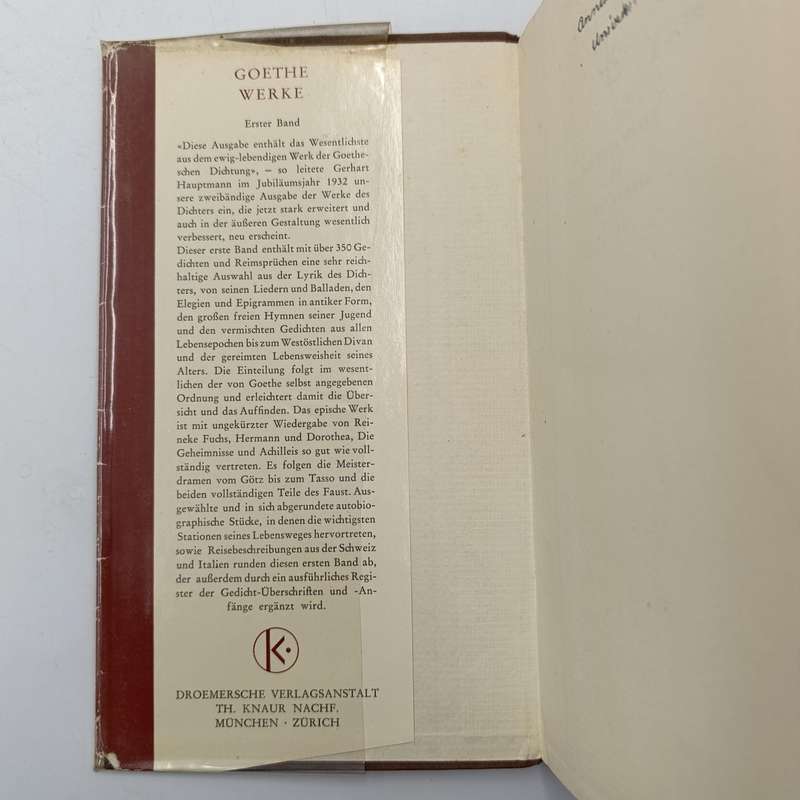 GOETHE
WERKE
Erster Band
«Diese Ausgabe enthält das Wesentlichste
aus dem ewig-lebendigen Werk der Goethe-
schen Dichtung», – so leitete Gerhart
Hauptmann im Jubiläumsjahr 1932 un-
sere zweibändige Ausgabe der Werke des
Dichters ein, die jetzt stark erweitert und
auch in der äußeren Gestaltung wesentlich
verbessert, neu erscheint.
Dieser erste Band enthält mit über 350 Ge-
dichten und Reimsprüchen eine sehr reich-
haltige Auswahl aus der Lyrik des Dich-
ters, von seinen Liedern und Balladen, den
Elegien und Epigrammen in antiker Form,
den großen freien Hymnen seiner Jugend
und den vermischten Gedichten aus allen
Lebensepochen bis zum Westöstlichen Divan
und der gereimten Lebensweisheit seines
Alters. Die Einteilung folgt im wesent-
lichen der von Goethe selbst angegebenen
Ordnung und erleichtert damit die Über-
sicht und das Auffinden. Das epische Werk
ist mit ungekürzter Wiedergabe von Rei-
neke Fuchs, Hermann und Dorothea, Die
Geheimnisse und Achilleis so gut wie voll-
ständig vertreten. Es folgen die Meister-
dramen vom Götz bis zum Tasso und die
beiden vollständigen Teile des Faust. Aus-
gewählte und in sich abgerundete autobio-
graphische Stücke, in denen die wichtigsten
Stationen seines Lebensweges hervortreten,
sowie Reisebeschreibungen aus der Schweiz
und Italien runden diesen ersten Band ab,
der außerdem durch ein ausführliches Regi-
ster der Gedicht-Überschriften und -An-
fänge ergänzt wird.
K
DROEMERSCHE VERLAGSANSTALT
TH. KNAUR NACHF.
MÜNCHEN · ZÜRICH